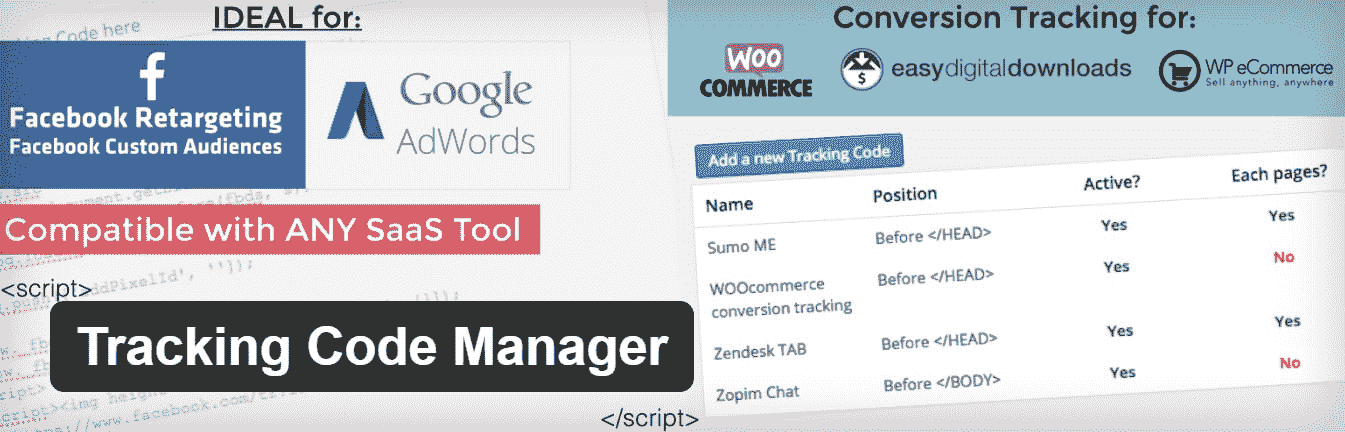 IDEAL for:
Code here
f
Facebook Retargeting
Facebook Custom Audiences
Google
AdWords
Compatible with ANY SaaS Tool
<script>
Tracking Code Manager
</script>
Conversion Tracking for:
WOO
COMMERCE
easydigitaldownloads
WP eCommerce
Sell anything, anywhere
Add a new Tracking Code
Name Position Active? Each pages?
Sumo ME Before </HEAD> Yes Yes
WOOcommerce Before </HEAD> Yes No
conversion tracking
Zendesk TAB Before </HEAD> Yes Yes
Zopim Chat Before </BODY> Yes No